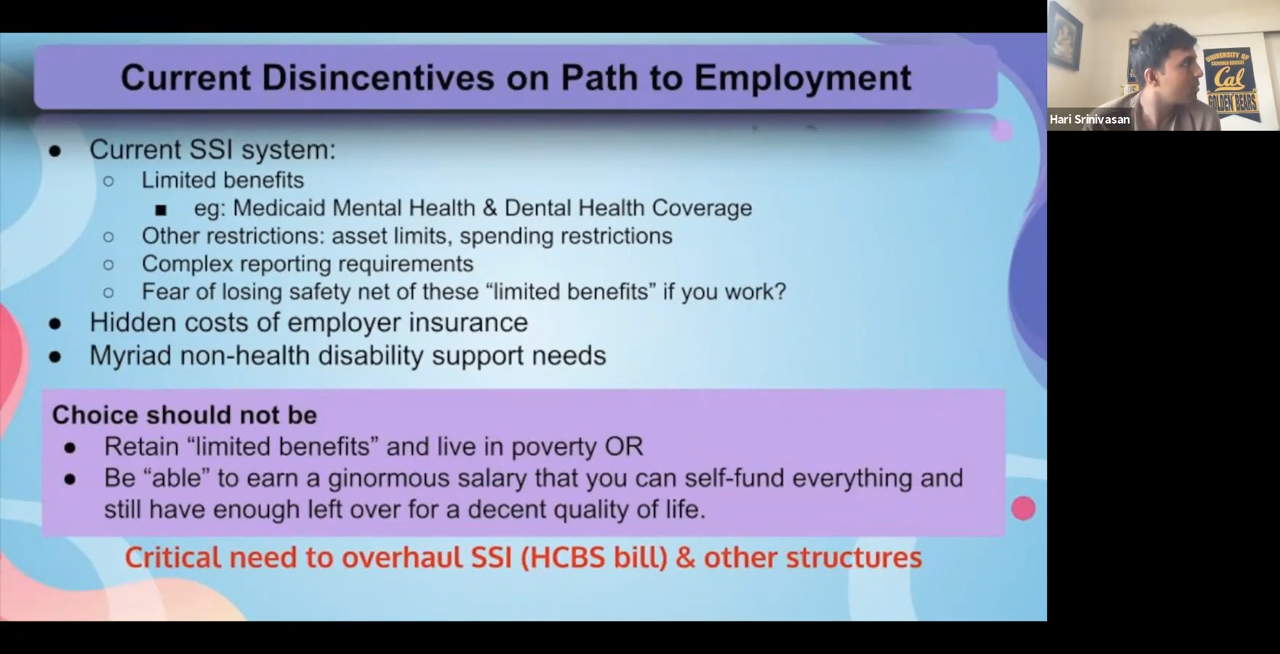 Current Disincentives on Path to Employment
● Current SSI system:
○ Limited benefits
■ eg: Medicaid Mental Health & Dental Health Coverage
○ Other restrictions: asset limits, spending restrictions
○ Complex reporting requirements
○ Fear of losing safety net of these “limited benefits” if you work?
● Hidden costs of employer insurance
● Myriad non-health disability support needs
Choice should not be
● Retain “limited benefits” and live in poverty OR
● Be “able” to earn a ginormous salary that you can self-fund everything and
still have enough left over for a decent quality of life.
Critical need to overhaul SSI (HCBS bill) & other structures
UNIVERSITY OF
Cal
GOLDEN BEARS
Hari Srinivasan